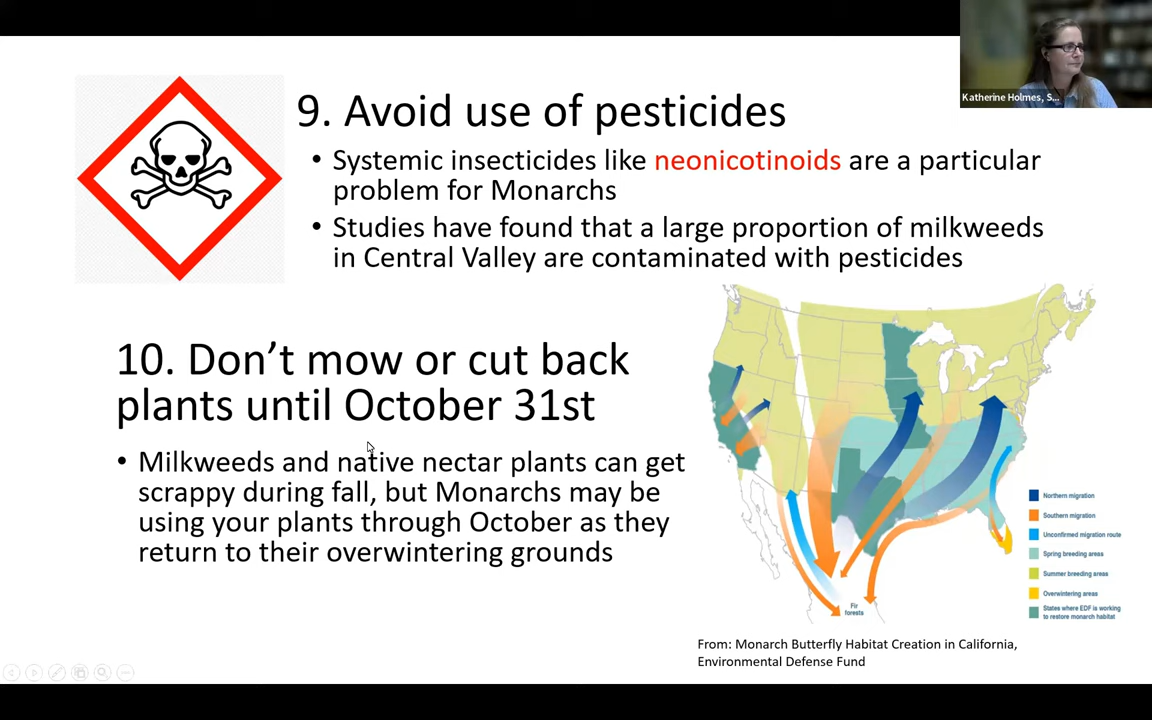 Katherine Holmes, S...
9. Avoid use of pesticides
• Systemic insecticides like neonicotinoids are a particular
problem for Monarchs
• Studies have found that a large proportion of milkweeds
in Central Valley are contaminated with pesticides
10. Don’t mow or cut back
plants until October 31st
• Milkweeds and native nectar plants can get
scrappy during fall, but Monarchs may be
using your plants through October as they
return to their overwintering grounds
Northern migration
Southern migration
Unconfirmed migration route
Spring breeding areas
Summer breeding areas
Overwintering areas
States where EDF is working
to restore monarch habitat
Fir
forests
From: Monarch Butterfly Habitat Creation in California,
Environmental Defense Fund